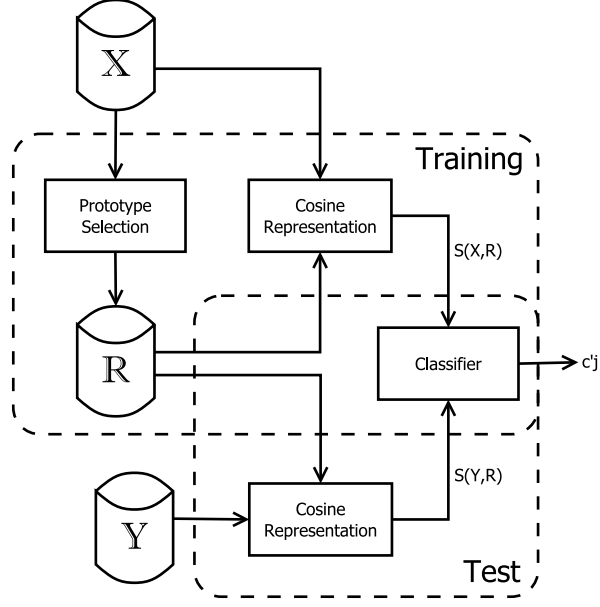 𝕏
Training
Prototype
Selection
Cosine
Representation
S(X,R)
ℝ
Classifier
c'j
S(Y,R)
𝕐
Cosine
Representation
Test